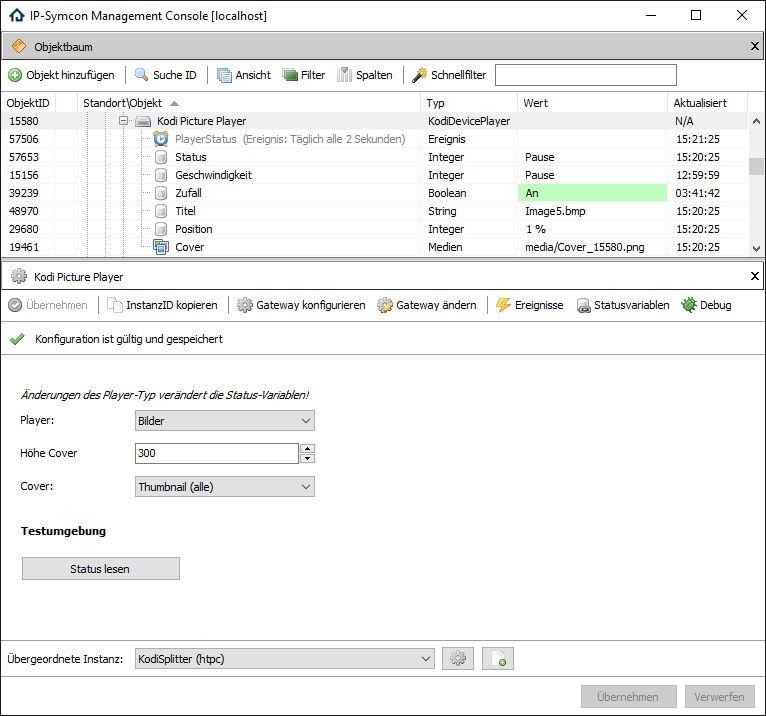 IP-Symcon Management Console [localhost]
Objektbaum
Objekt hinzufügen Suche ID Ansicht Filter Spalten Schnellfilter
ObjektID Standort\Objekt Typ Wert Aktualisiert
15580 Kodi Picture Player KodiDevicePlayer N/A
57506 PlayerStatus (Ereignis: Täglich alle 2 Sekunden) Ereignis 15:21:25
57653 Status Integer Pause 15:20:25
15156 Geschwindigkeit Integer Pause 12:59:59
39239 Zufall Boolean An 03:41:42
48970 Titel String Image5.bmp 15:20:25
29680 Position Integer 1 % 15:20:25
19461 Cover Medien media/Cover_15580.png 15:20:25
Kodi Picture Player
Übernehmen InstanzID kopieren Gateway konfigurieren Gateway ändern Ereignisse Statusvariablen Debug
Konfiguration ist gültig und gespeichert
Änderungen des Player-Typ verändert die Status-Variablen!
Player: Bilder
Höhe Cover 300
Cover: Thumbnail (alle)
Testumgebung
Status lesen
Übergeordnete Instanz: KodiSplitter (htpc)
Übernehmen Verwerfen